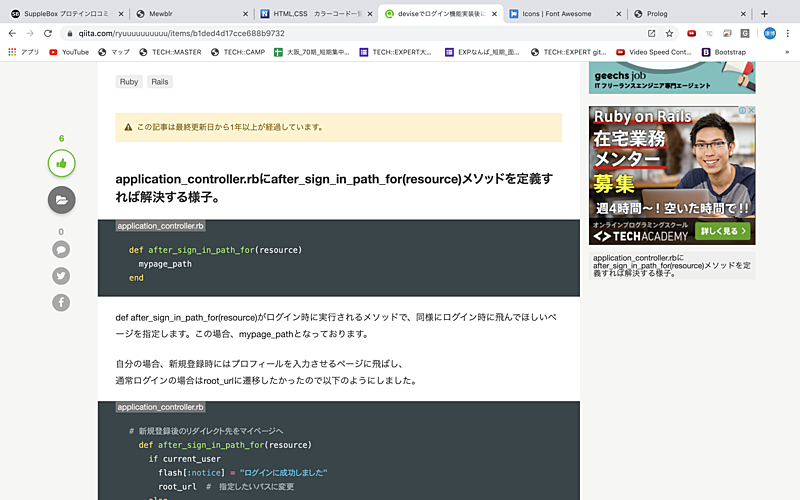 SuppleBox プロテイン口コミ
Mewblr
HTML,CSS カラーコード一覧
deviseでログイン機能実装後に
Icons | Font Awesome
Prolog
qiita.com/ryuuuuuuuuuu/items/b1ded4d17cce688b9732
アプリ
YouTube
マップ
TECH::MASTER
TECH::CAMP
大阪_70期_短期集中...
TECH::EXPERT大...
EXPなんば_短期_面...
TECH::EXPERT git...
Video Speed Cont...
Bootstrap
»
Ruby
Rails
この記事は最終更新日から1年以上が経過しています。
6
0
application_controller.rbにafter_sign_in_path_for(resource)メソッドを定義す
れば解決する様子。
application_controller.rb
def after_sign_in_path_for(resource)
mypage_path
end
def after_sign_in_path_for(resource)がログイン時に実行されるメソッドで、同様にログイン時に飛んでほしいペ
ージを指定します。この場合、mypage_pathとなっております。
自分の場合、新規登録時にはプロフィールを入力させるページに飛ばし、
通常ログインの場合はroot_urlに遷移したかったので以下のようにしました。
application_controller.rb
# 新規登録後のリダイレクト先をマイページへ
def after_sign_in_path_for(resource)
if current_user
flash[:notice] = "ログインに成功しました"
root_url # 指定したいパスに変更
else
geechs job
ITフリーランスエンジニア専門エージェント
Ruby on Rails
在宅業務
メンター
募集
週4時間〜!空いた時間で!!
オンラインプログラミングスクール
TECHACADEMY
詳しく見る
application_controller.rbに
after_sign_in_path_for(resource)メソッドを定
義すれば解決する様子。